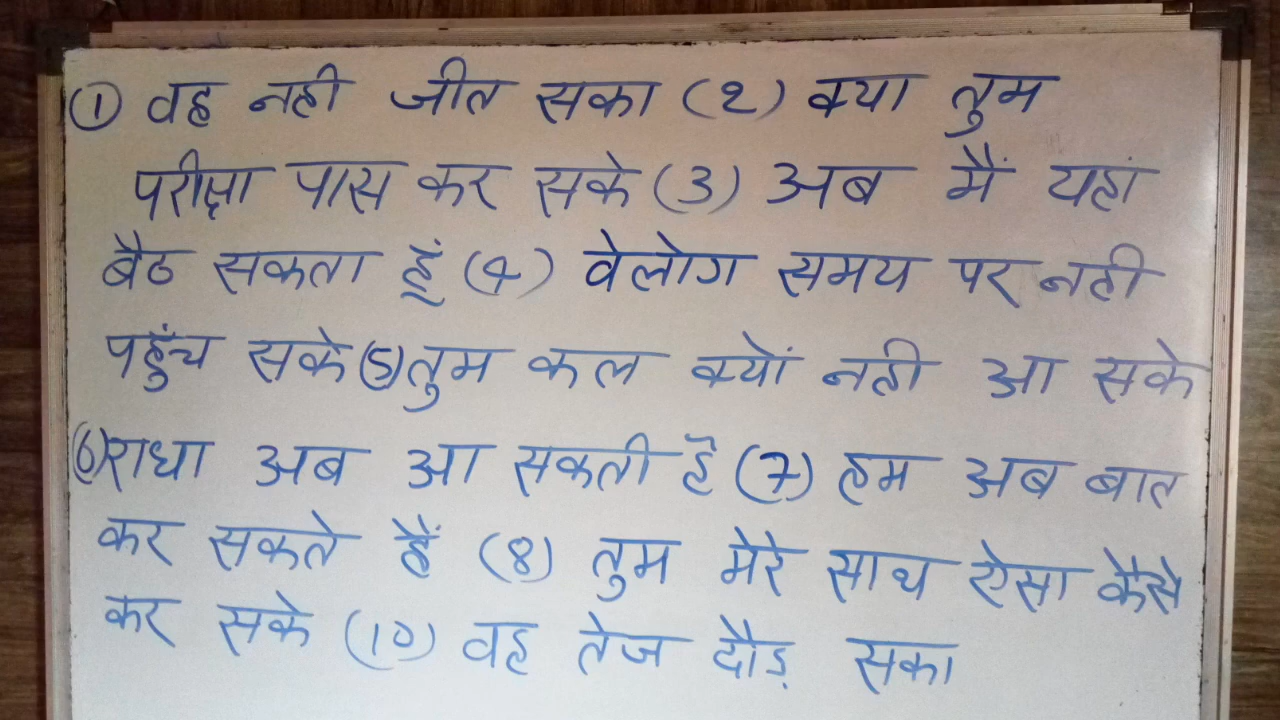 ① वह नही जीत सका (2) क्या तुम
परीक्षा पास कर सके (3) अब मैं यहां
बैठ सकता हूं (4) वेलोग समय पर नही
पहुंच सके (5) तुम कल क्यों नही आ सके
(6) राधा अब आ सकती है (7) हम अब बात
कर सकते हैं (8) तुम मेरे साथ ऐसा कैसे
कर सके (10) वह तेज दौड़ सका